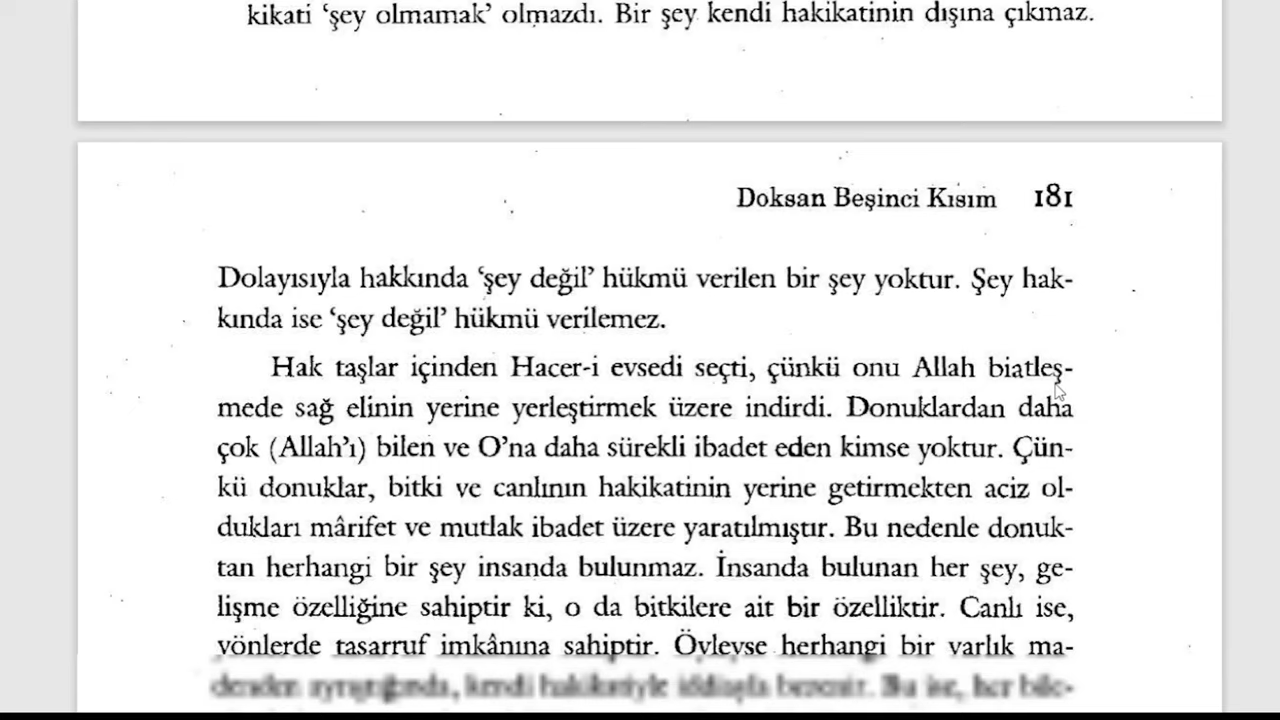 kikati ‘şey olmamak’ olmazdı. Bir şey kendi hakikatinin dışına çıkmaz.
Doksan Beşinci Kısım 181
Dolayısıyla hakkında ‘şey değil’ hükmü verilen bir şey yoktur. Şey hak-
kında ise ‘şey değil’ hükmü verilemez.
Hak taşlar içinden Hacer-i evsedi seçti, çünkü onu Allah biatleş-
mede sağ elinin yerine yerleştirmek üzere indirdi. Donuklardan daha
çok (Allah’ı) bilen ve O’na daha sürekli ibadet eden kimse yoktur. Çün-
kü donuklar, bitki ve canlının hakikatinin yerine getirmekten aciz ol-
dukları mârifet ve mutlak ibadet üzere yaratılmıştır. Bu nedenle donuk-
tan herhangi bir şey insanda bulunmaz. İnsanda bulunan her şey, ge-
lişme özelliğine sahiptir ki, o da bitkilere ait bir özelliktir. Canlı ise,
yönlerde tasarruf imkânına sahiptir. Öyleyse herhangi bir varlık ma-